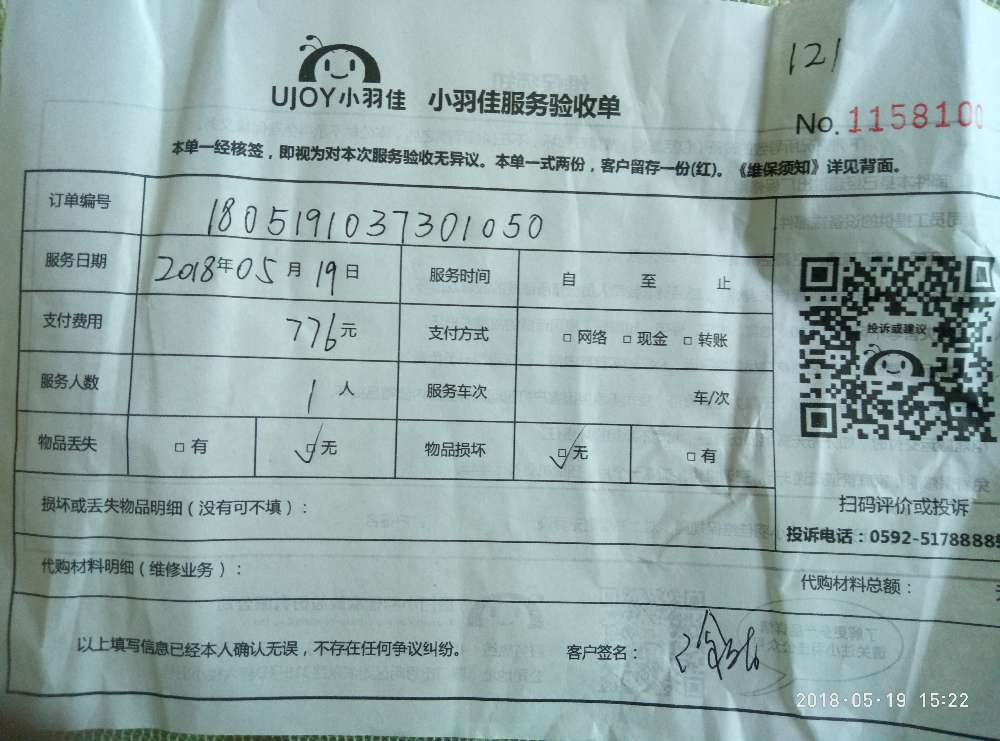 121
UJOY小羽佳 小羽佳服务验收单
No. 1158100
本单一经核签，即视为对本次服务验收无异议。本单一式两份，客户留存一份(红)。《维保须知》详见背面。
订单编号 1805191037301050
服务日期 2018年05月19日 服务时间 自 至 止
支付费用 776元 支付方式 □网络 □现金 □转账
投诉或建议
服务人数 1人 服务车次 车/次
物品丢失 □有 ☑无 物品损坏 ☑无 □有
损坏或丢失物品明细（没有可不填）：
扫码评价或投诉
投诉电话：0592-5178888
代购材料明细（维修业务）：
代购材料总额：
以上填写信息已经本人确认无误，不存在任何争议纠纷。 客户签名：
2018-05-19 15:22